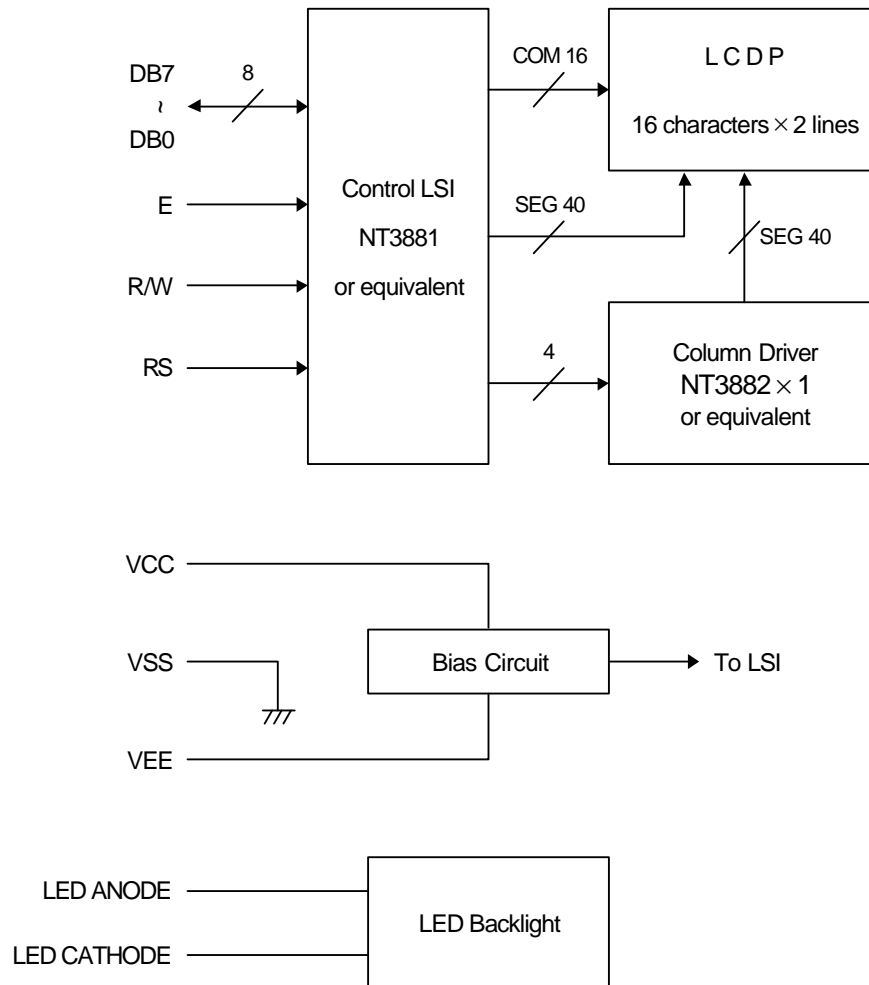 DB7
~
DB0
8
E
R/W
RS
Control LSI
NT3881
or equivalent
COM 16
SEG 40
4
L C D P
16 characters × 2 lines
SEG 40
Column Driver
NT3882 × 1
or equivalent
VCC
VSS
VEE
Bias Circuit
To LSI
LED ANODE
LED CATHODE
LED Backlight